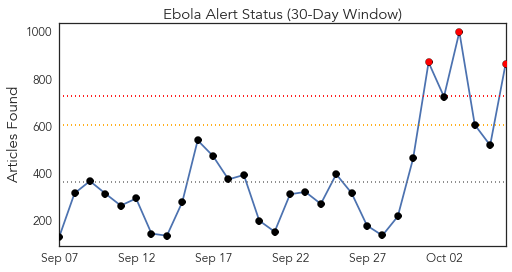 Ebola Alert Status (30-Day Window)
Articles Found
1000
800
600
400
200
Sep 07 Sep 12 Sep 17 Sep 22 Sep 27 Oct 02